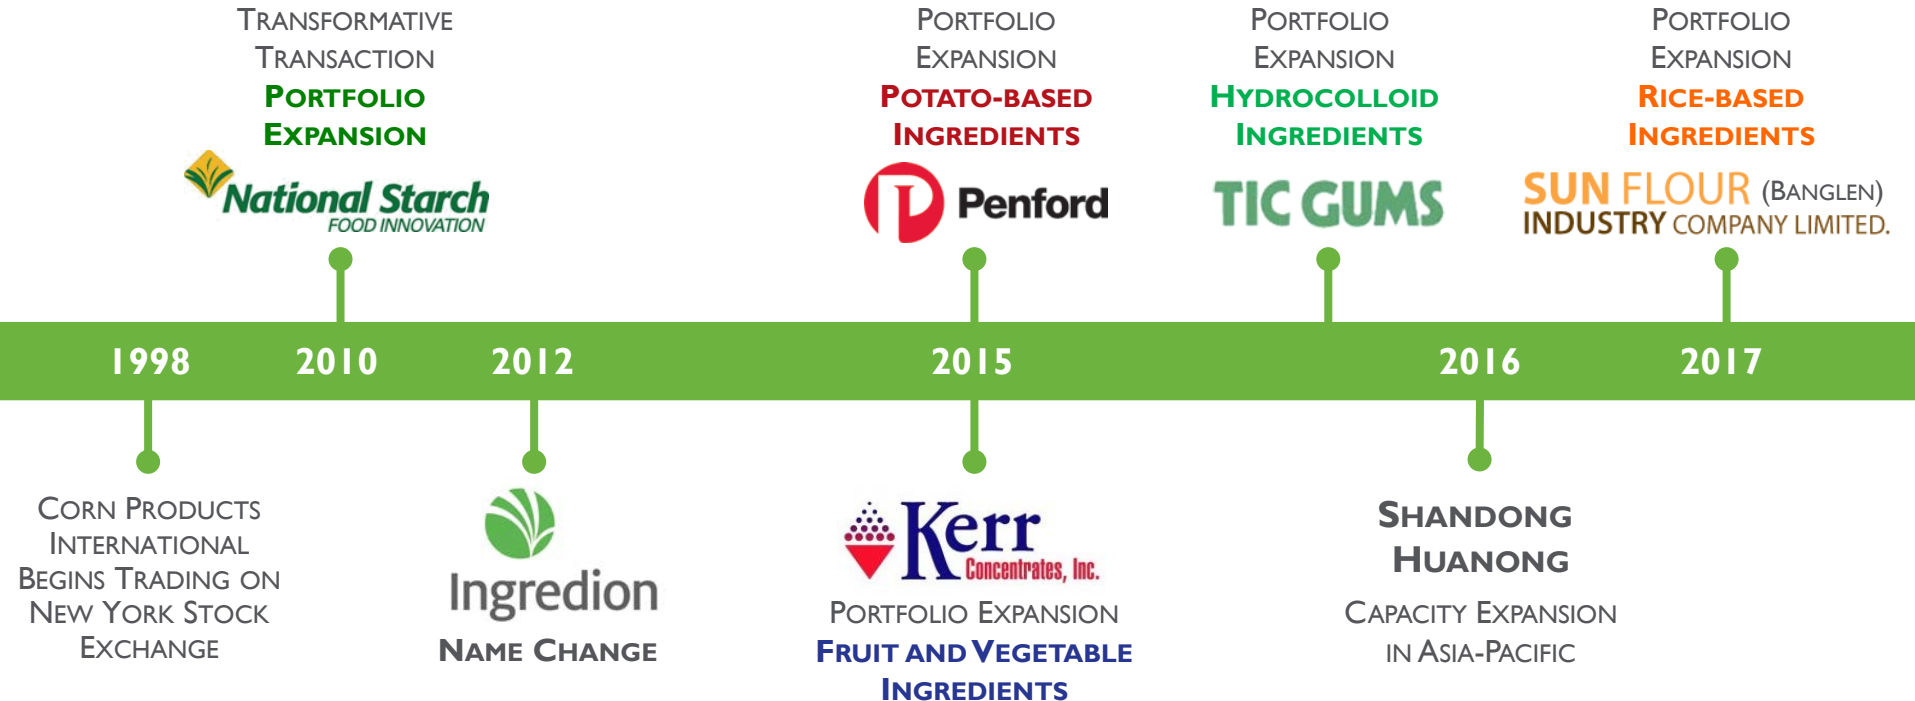 TRANSFORMATIVE
TRANSACTION
PORTFOLIO
EXPANSION
National Starch
FOOD INNOVATION
PORTFOLIO
EXPANSION
POTATO-BASED
INGREDIENTS
Penford
PORTFOLIO
EXPANSION
HYDROCOLLOID
INGREDIENTS
TIC GUMS
PORTFOLIO
EXPANSION
RICE-BASED
INGREDIENTS
SUN FLOUR (BANGLEN)
INDUSTRY COMPANY LIMITED.
1998 2010 2012 2015 2016 2017
CORN PRODUCTS
INTERNATIONAL
BEGINS TRADING ON
NEW YORK STOCK
EXCHANGE
Ingredion
NAME CHANGE
Kerr
Concentrates, Inc.
PORTFOLIO EXPANSION
FRUIT AND VEGETABLE
INGREDIENTS
SHANDONG
HUANONG
CAPACITY EXPANSION
IN ASIA-PACIFIC